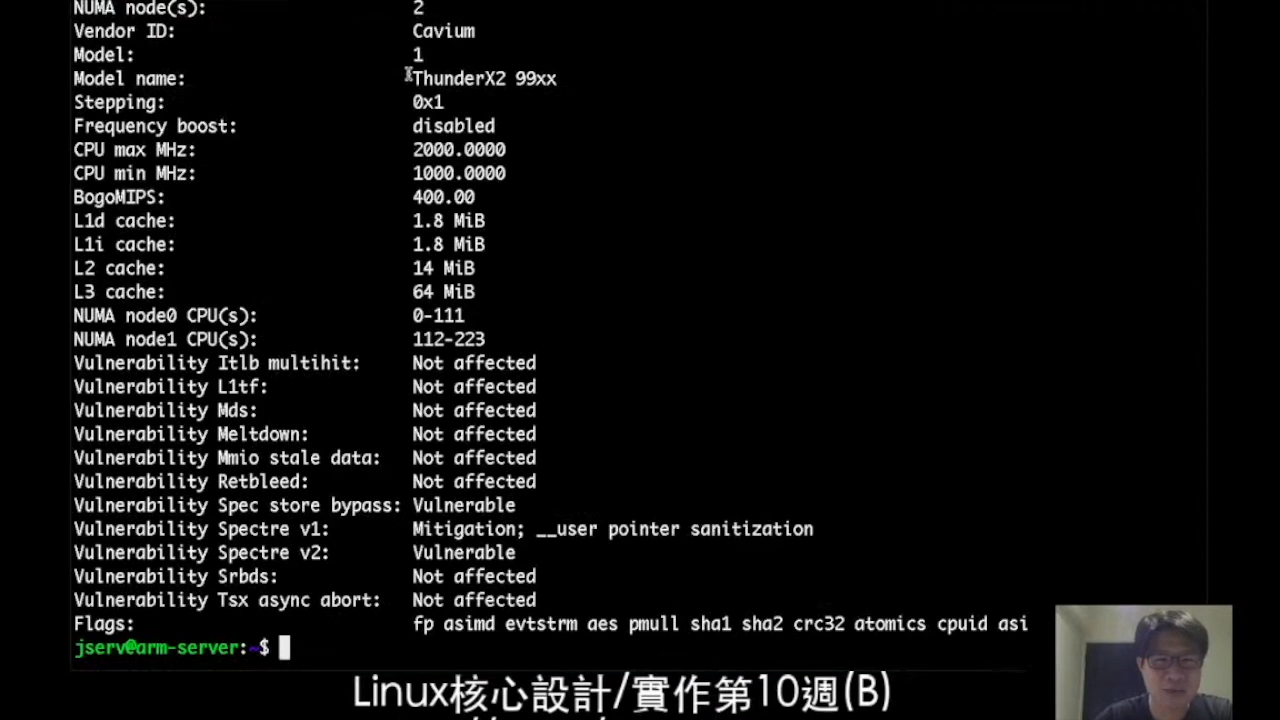 NUMA node(s): 2
Vendor ID: Cavium
Model: 1
Model name: ThunderX2 99xx
Stepping: 0x1
Frequency boost: disabled
CPU max MHz: 2000.0000
CPU min MHz: 1000.0000
BogoMIPS: 400.00
L1d cache: 1.8 MiB
L1i cache: 1.8 MiB
L2 cache: 14 MiB
L3 cache: 64 MiB
NUMA node0 CPU(s): 0-111
NUMA node1 CPU(s): 112-223
Vulnerability Itlb multihit: Not affected
Vulnerability L1tf: Not affected
Vulnerability Mds: Not affected
Vulnerability Meltdown: Not affected
Vulnerability Mmio stale data: Not affected
Vulnerability Retbleed: Not affected
Vulnerability Spec store bypass: Vulnerable
Vulnerability Spectre v1: Mitigation; __user pointer sanitization
Vulnerability Spectre v2: Vulnerable
Vulnerability Srbds: Not affected
Vulnerability Tsx async abort: Not affected
Flags: fp asimd evtstrm aes pmull sha1 sha2 crc32 atomics cpuid asi
jserv@arm-server:~$
Linux核心設計/實作第10週(B)